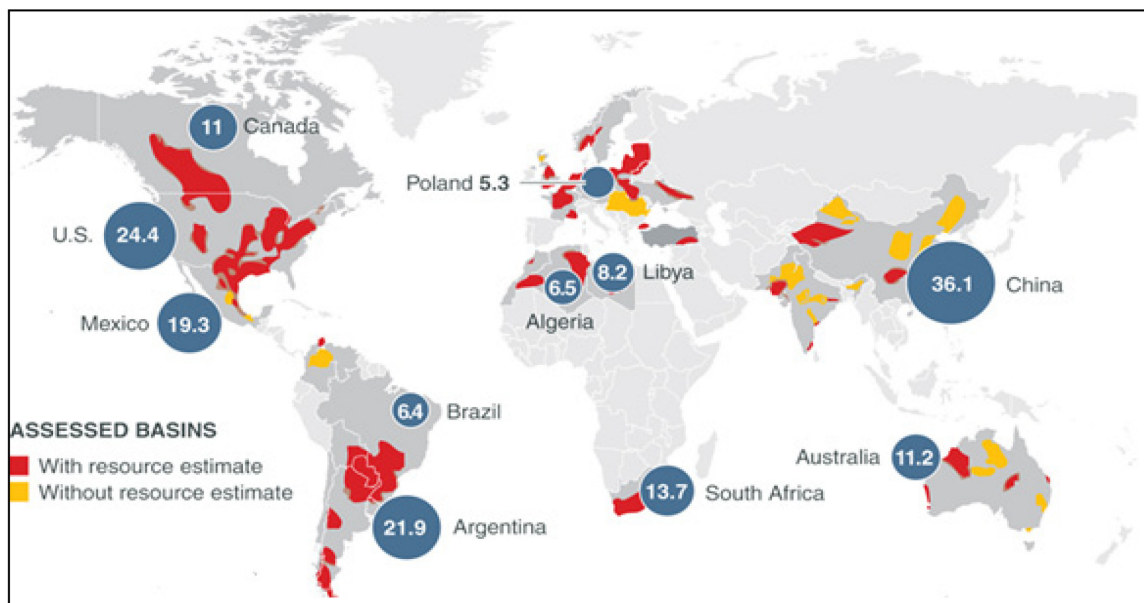 11 Canada
Poland 5.3
U.S. 24.4
8.2 Libya
6.5
Algeria
36.1 China
Mexico 19.3
6.4 Brazil
ASSESSED BASINS
With resource estimate
Without resource estimate
Australia 11.2
13.7 South Africa
21.9 Argentina